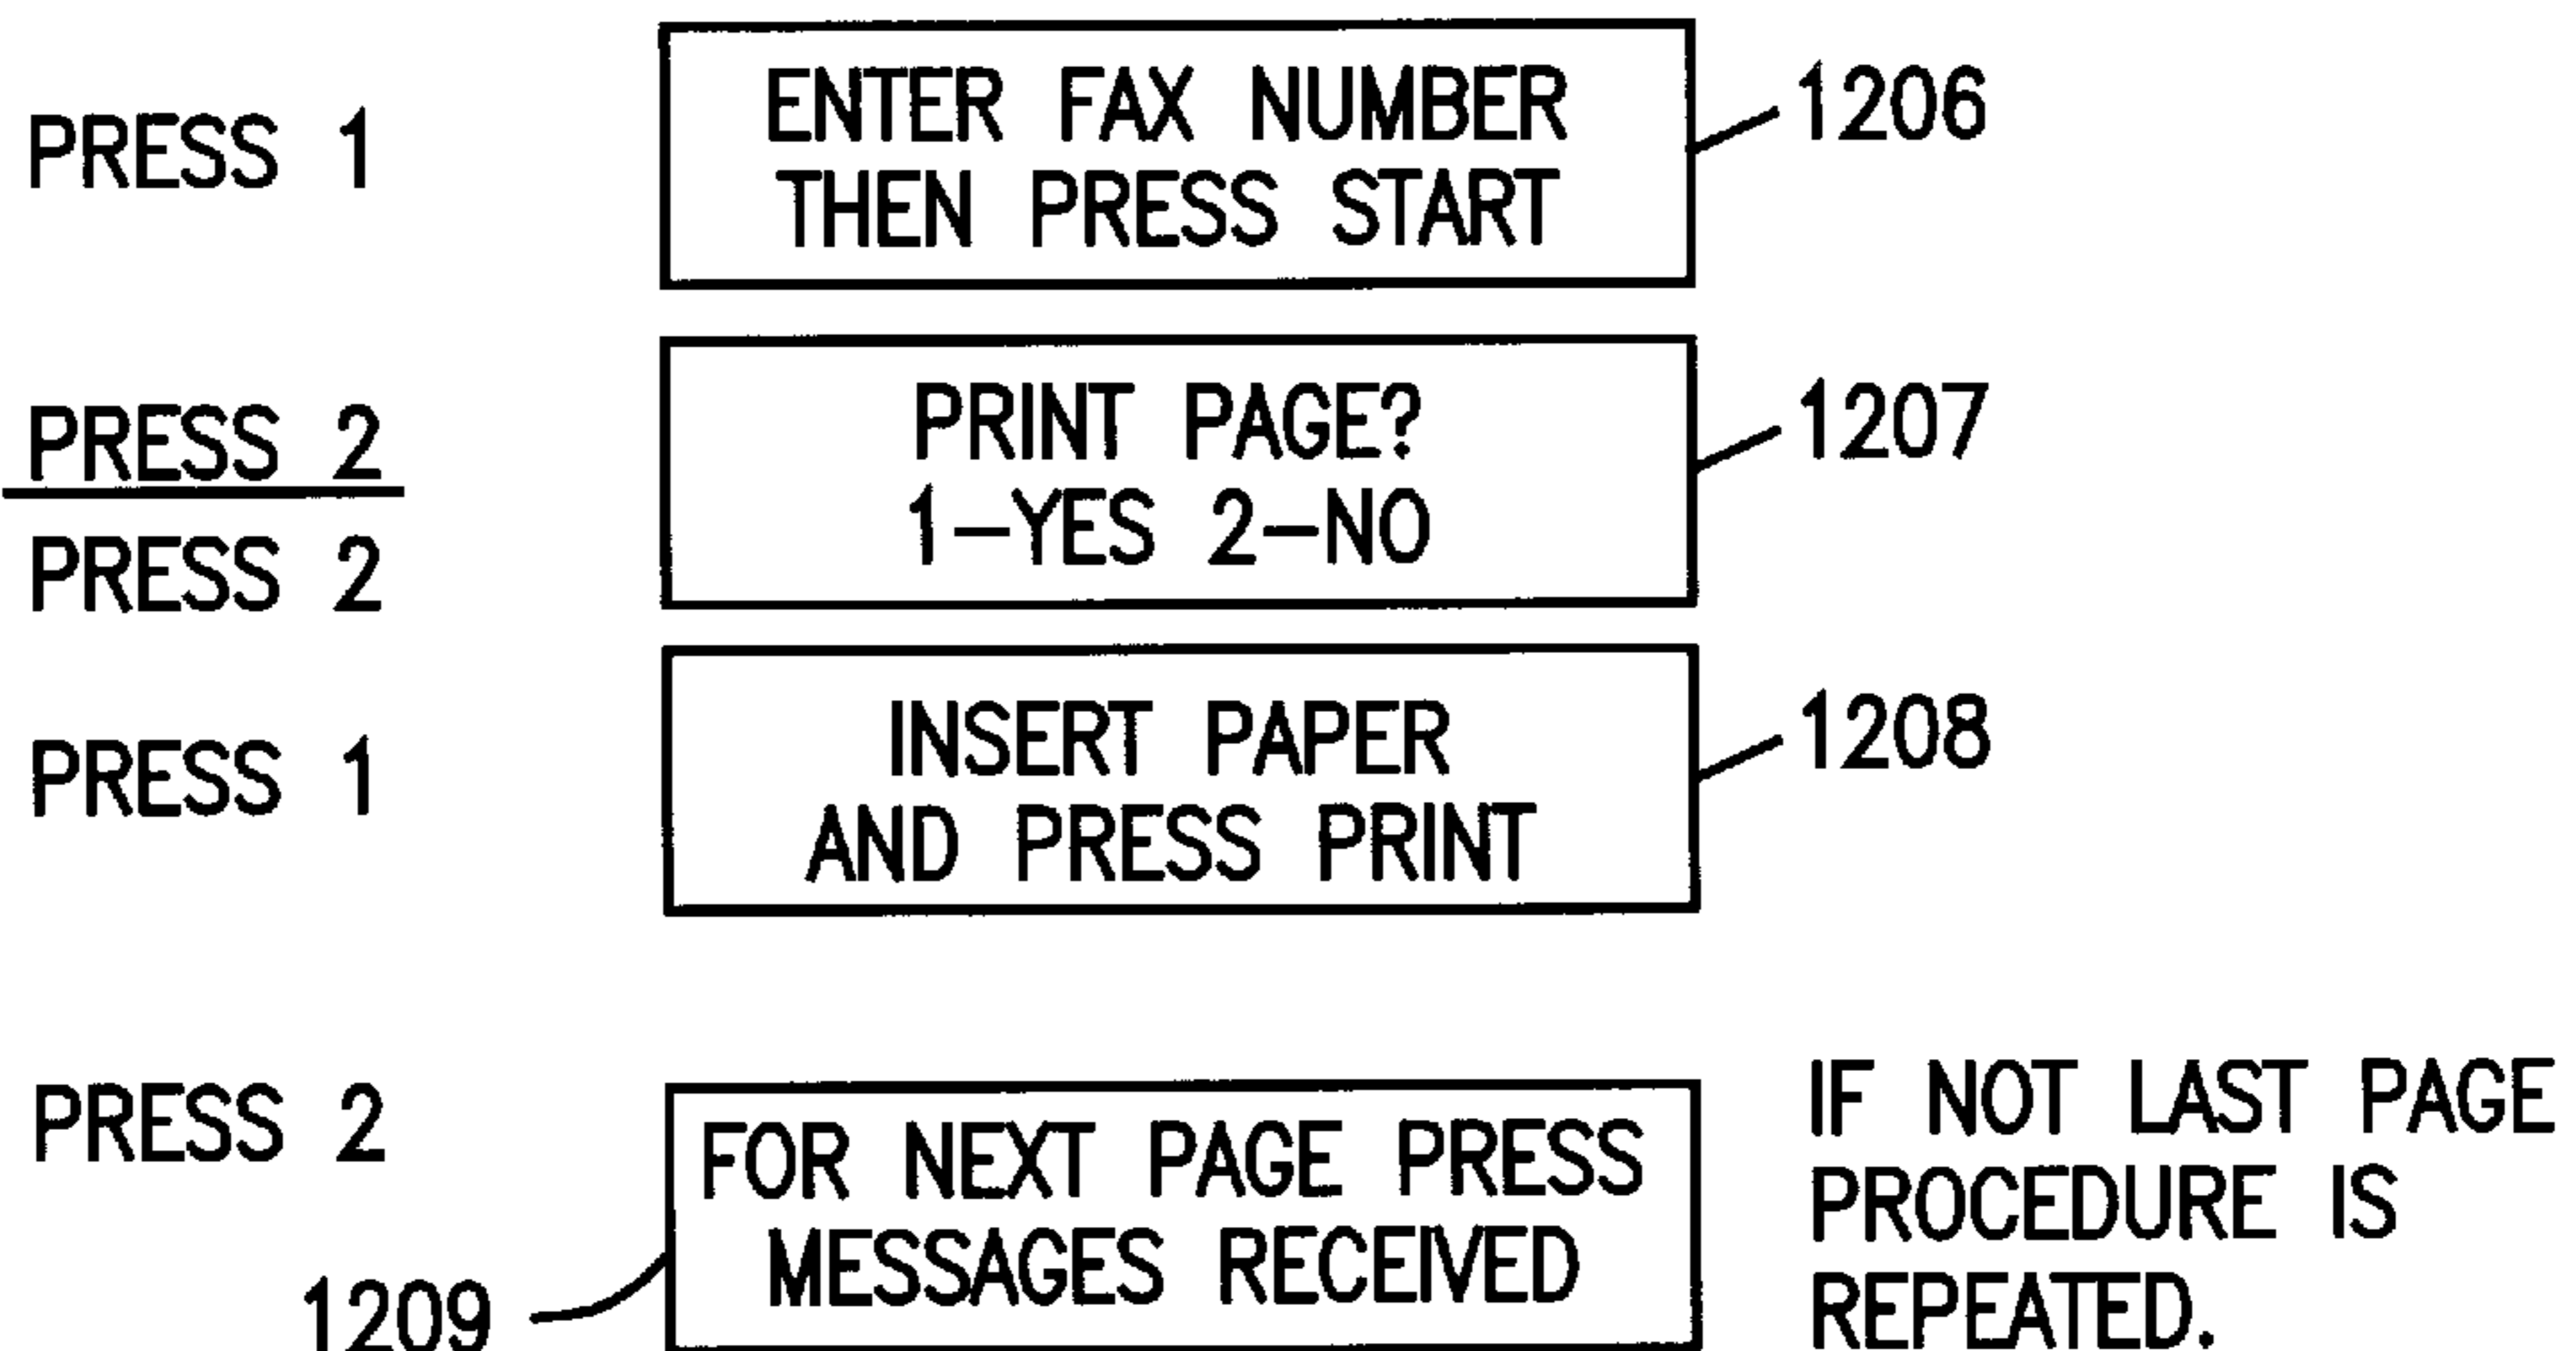 PRESS 1
ENTER FAX NUMBER
THEN PRESS START
1206
PRESS 2
PRESS 2
PRINT PAGE?
1-YES 2-NO
1207
PRESS 1
INSERT PAPER
AND PRESS PRINT
1208
PRESS 2
FOR NEXT PAGE PRESS
MESSAGES RECEIVED
1209
IF NOT LAST PAGE
PROCEDURE IS
REPEATED.